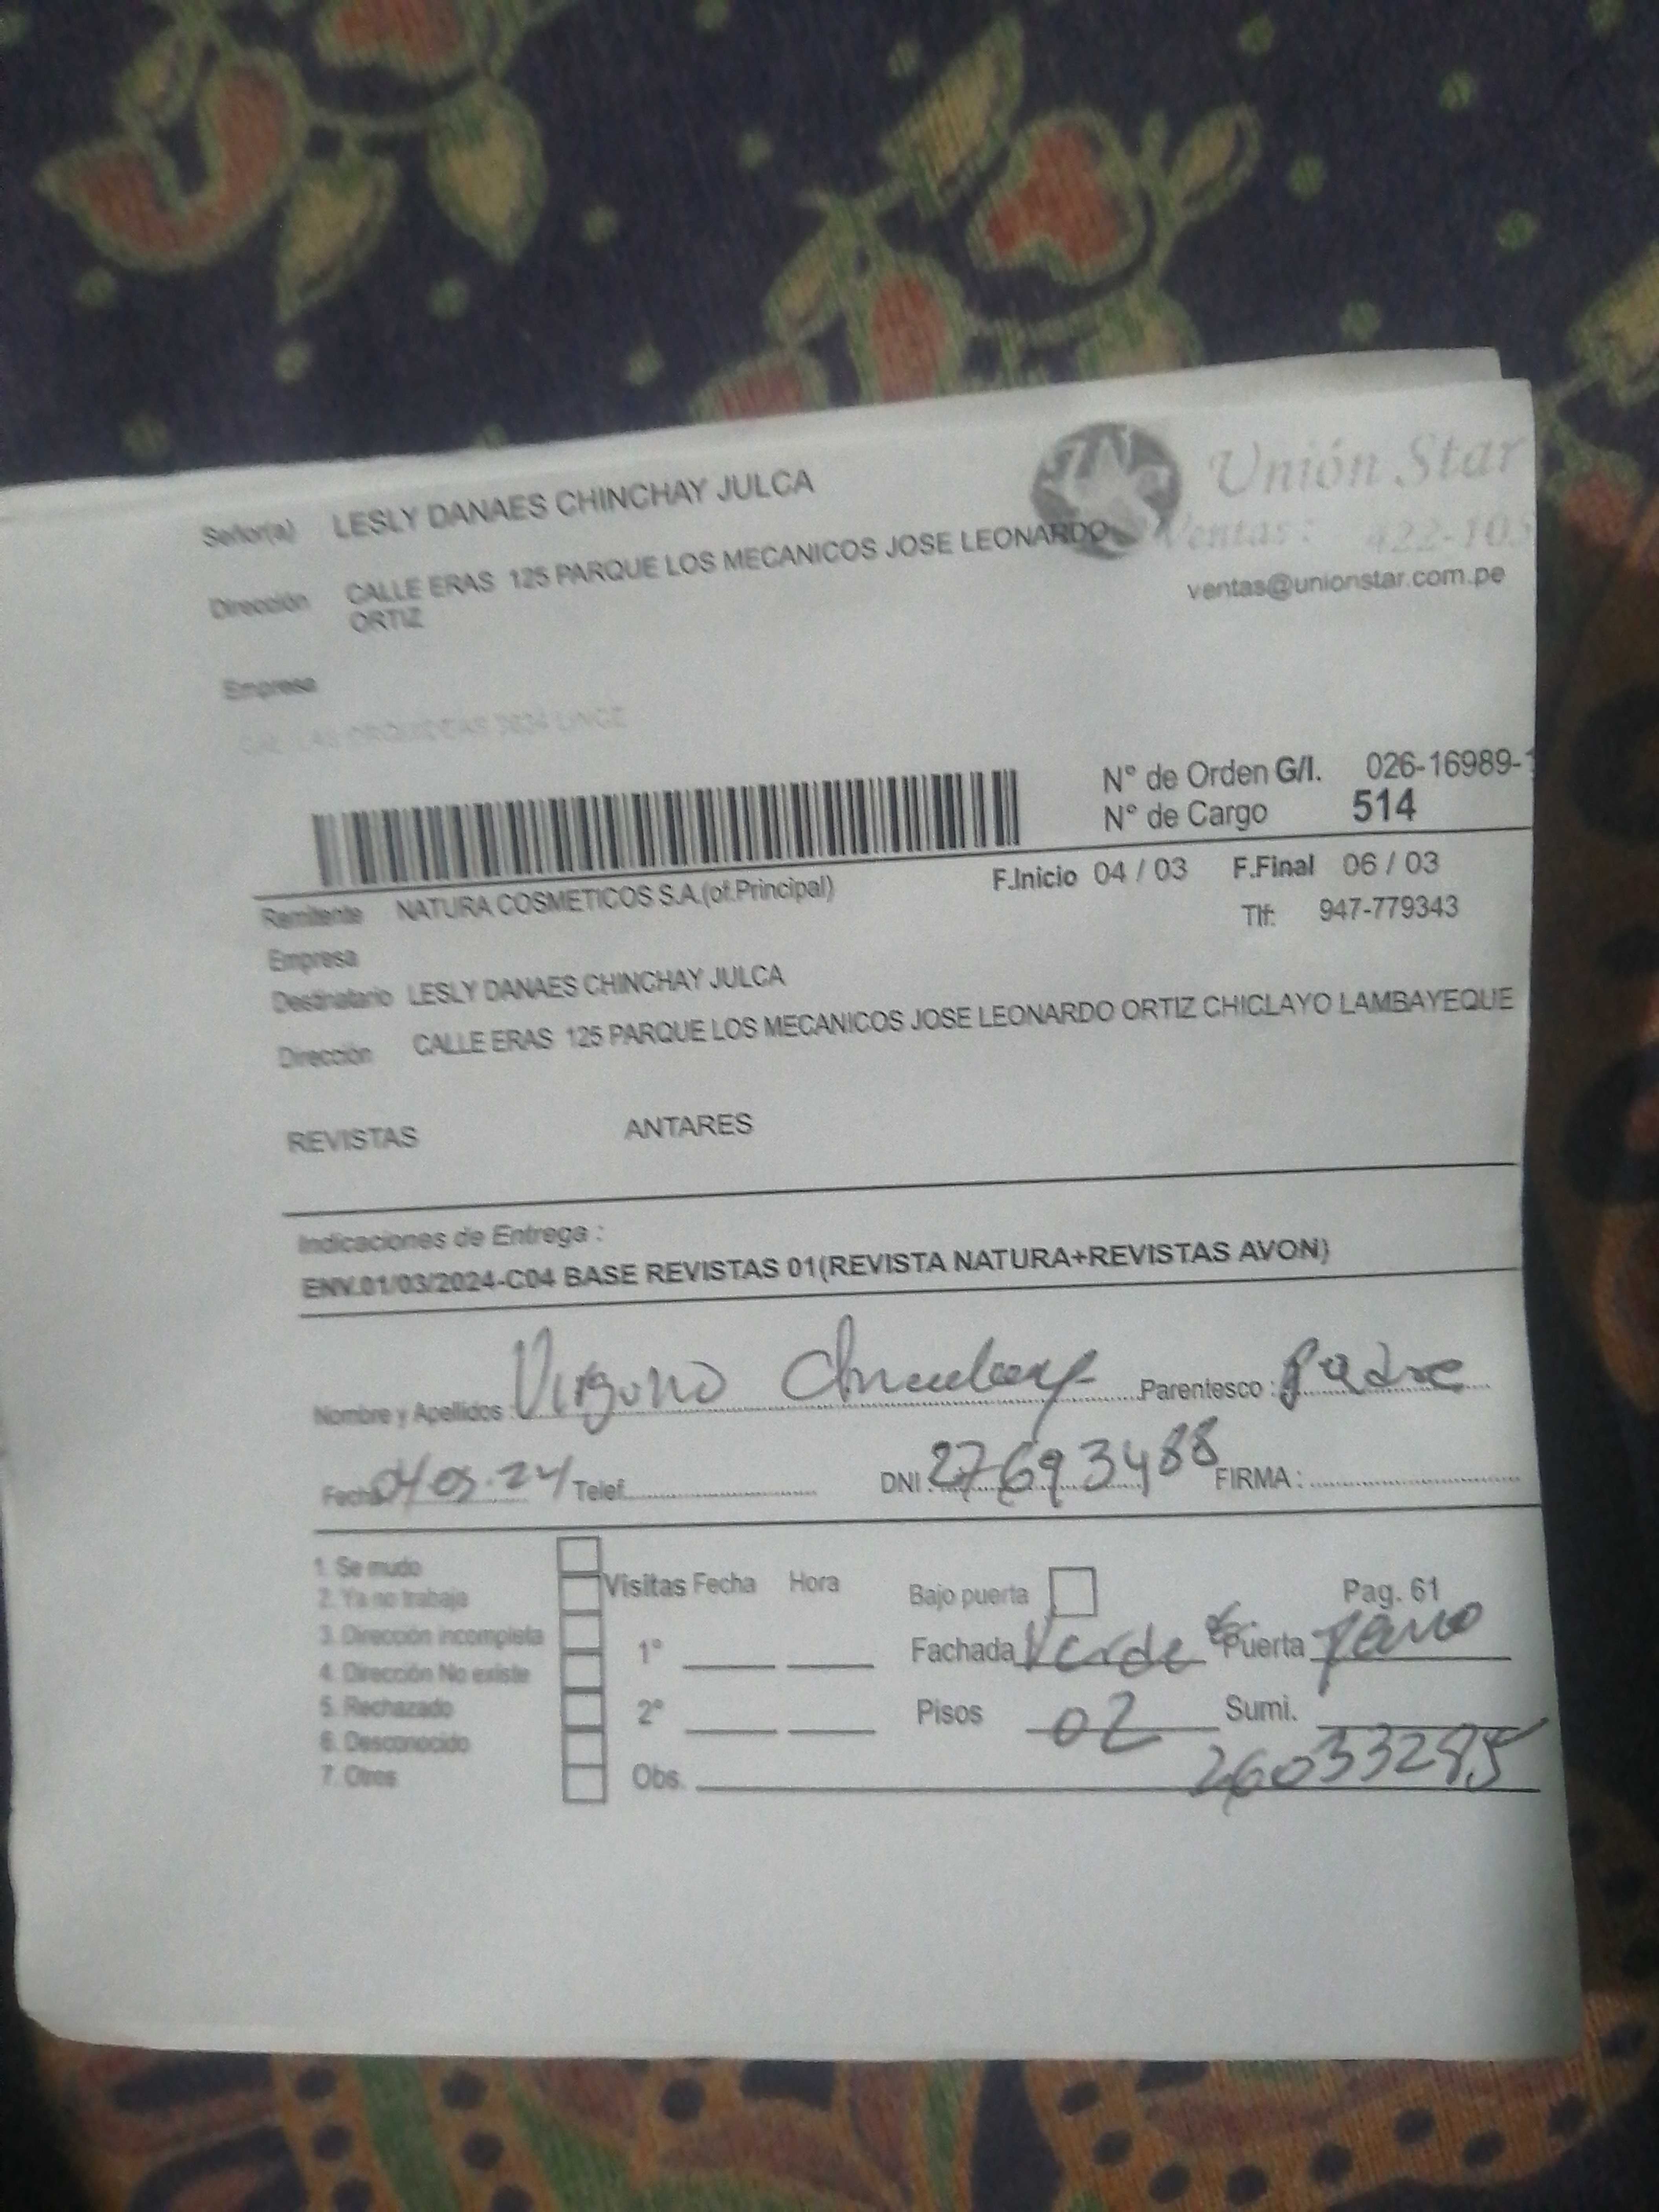 Unión Star
Señor(a) LESLY DANAES CHINCHAY JULCA
Ventas: 422-105
Dirección CALLE ERAS 125 PARQUE LOS MECANICOS JOSE LEONARDO
ORTIZ
ventas@unionstar.com.pe
Empresa
N° de Orden G/I. 026-16989-1
N° de Cargo 514
F.Inicio 04 / 03 F.Final 06 / 03
Remitente NATURA COSMETICOS S.A.(of.Principal)
Tlf: 947-779343
Empresa
Destinatario LESLY DANAES CHINCHAY JULCA
Dirección CALLE ERAS 125 PARQUE LOS MECANICOS JOSE LEONARDO ORTIZ CHICLAYO LAMBAYEQUE
REVISTAS ANTARES
Indicaciones de Entrega :
ENV.01/03/2024-C04 BASE REVISTAS 01(REVISTA NATURA+REVISTAS AVON)
Nombre y Apellidos : Parentesco : Padre
Fecha Telef. DNI : 27693488 FIRMA :
1. Se mudo
2. Ya no trabaja
3. Dirección incompleta
4. Dirección No existe
5. Rechazado
6. Desconocido
7. Otros
Visitas Fecha Hora
1°
2°
Obs.
Bajo puerta Pag. 61
Fachada Verde Puerta
Pisos 02 Sumi.
26033285